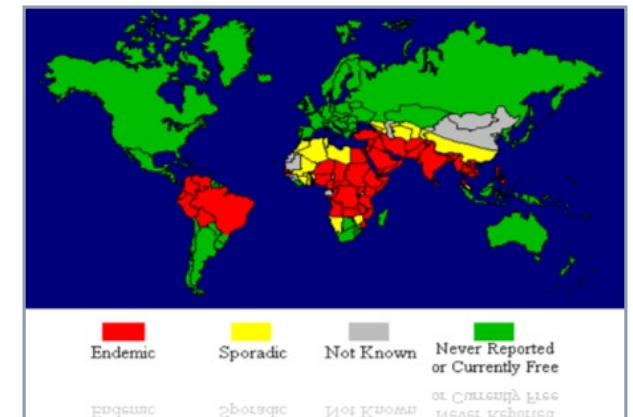 Endemic
Sporadic
Not Known
Never Reported
or Currently Free